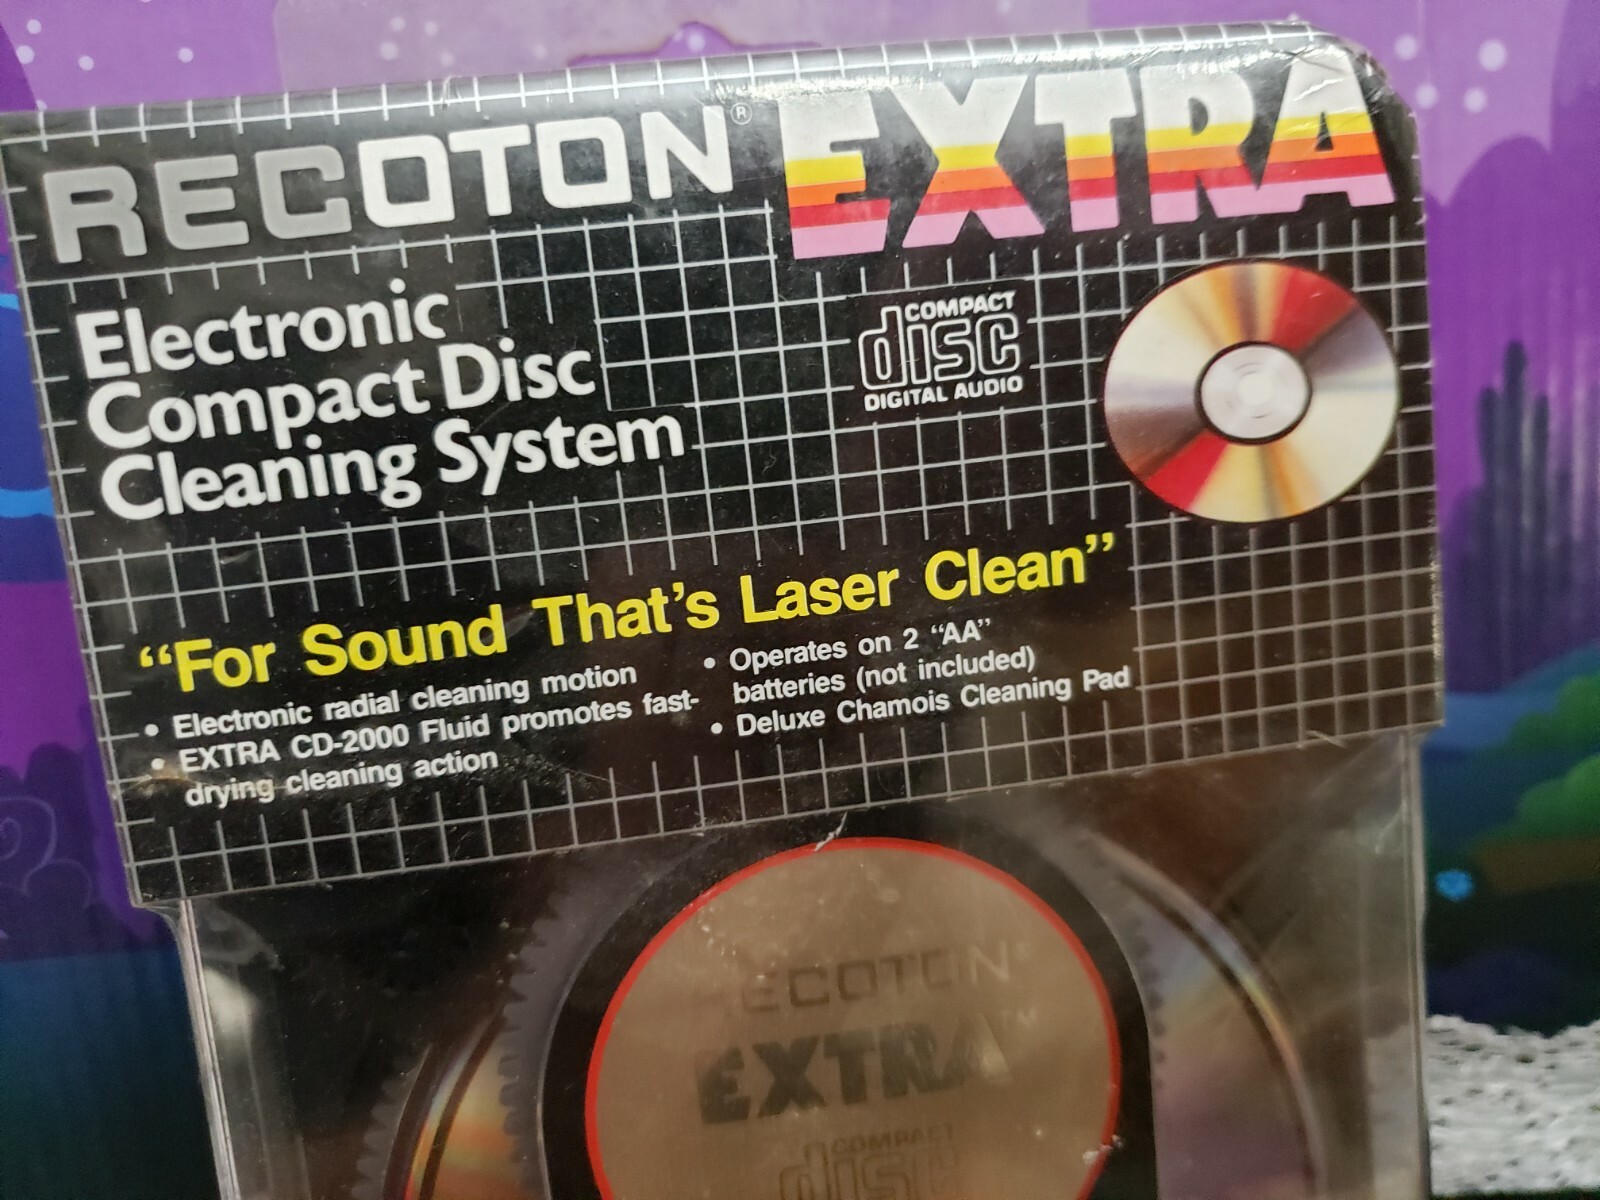 RECOTON® EXTRA
Electronic
Compact Disc
Cleaning System
COMPACT
disc
DIGITAL AUDIO
“For Sound That's Laser Clean”
• Electronic radial cleaning motion
• EXTRA CD-2000 Fluid promotes fast-
drying cleaning action
• Operates on 2 “AA”
batteries (not included)
• Deluxe Chamois Cleaning Pad
RECOTON
EXTRA™
COMPACT
disc